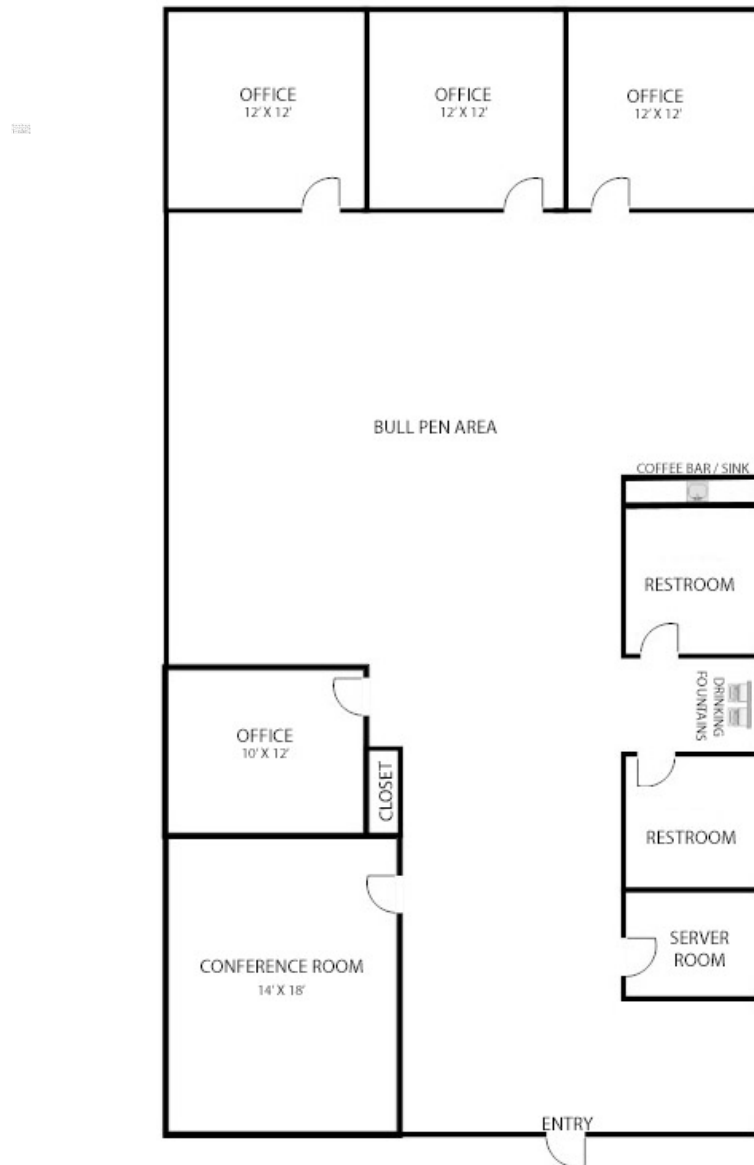 OFFICE
12' X 12'
OFFICE
12' X 12'
OFFICE
12' X 12'
BULL PEN AREA
COFFEE BAR / SINK
RESTROOM
DRINKING
FOUNTAINS
OFFICE
10' X 12'
CLOSET
RESTROOM
SERVER
ROOM
CONFERENCE ROOM
14' X 18'
ENTRY